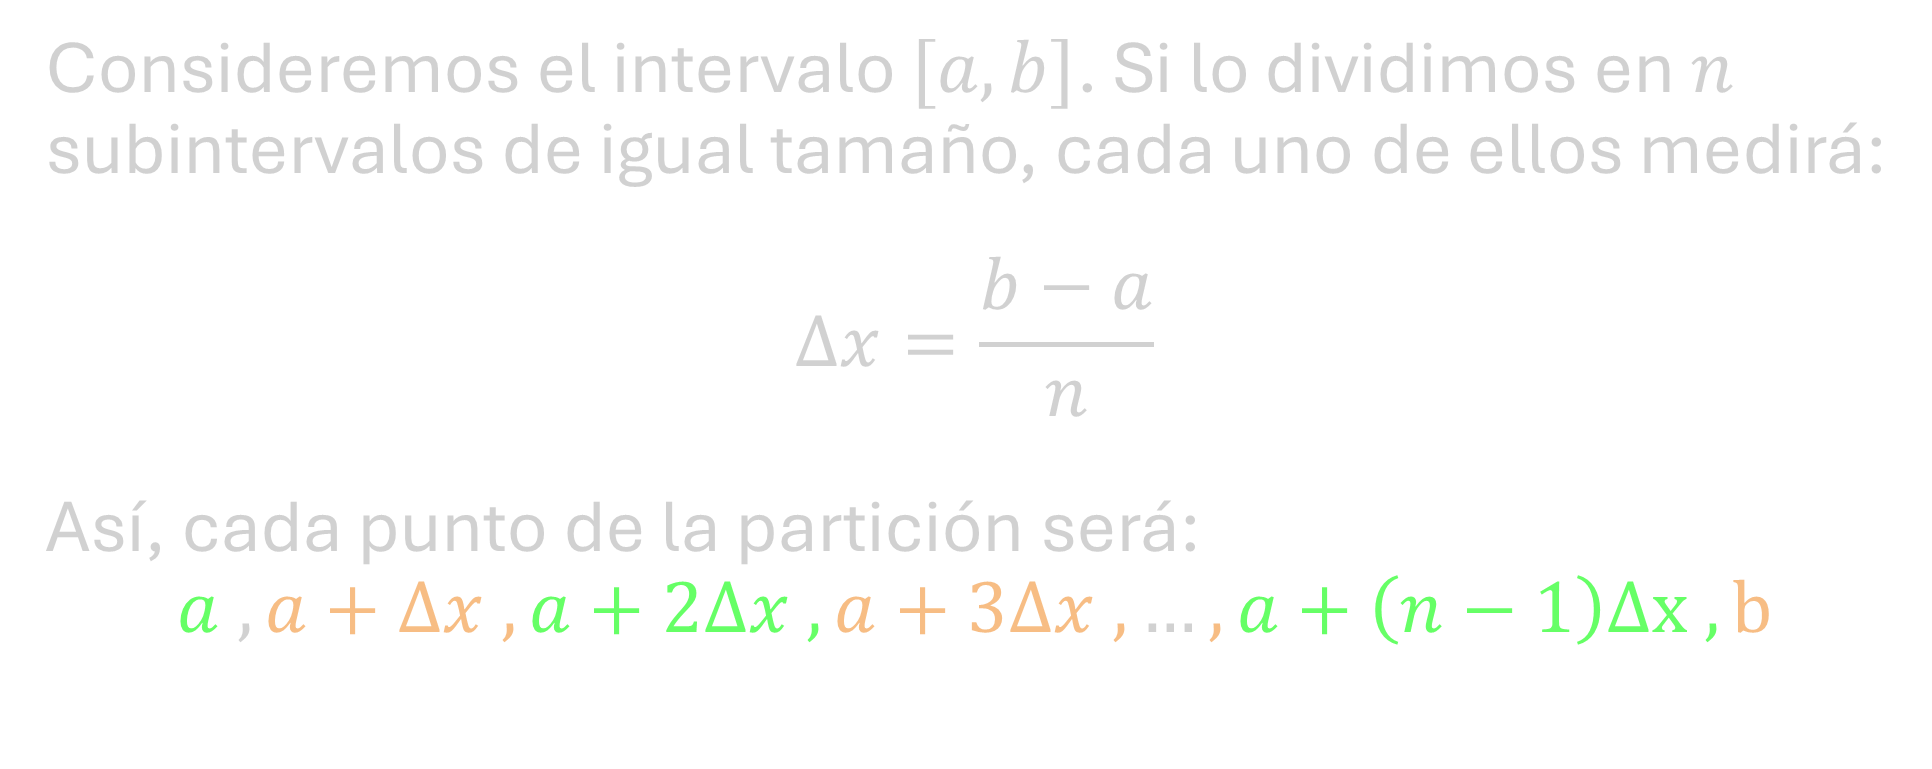 Consideremos el intervalo [a, b]. Si lo dividimos en n
subintervalos de igual tamaño, cada uno de ellos medirá:
Δx = (b − a)/n
Así, cada punto de la partición será:
a , a + Δx , a + 2Δx , a + 3Δx , … , a + (n − 1)Δx , b